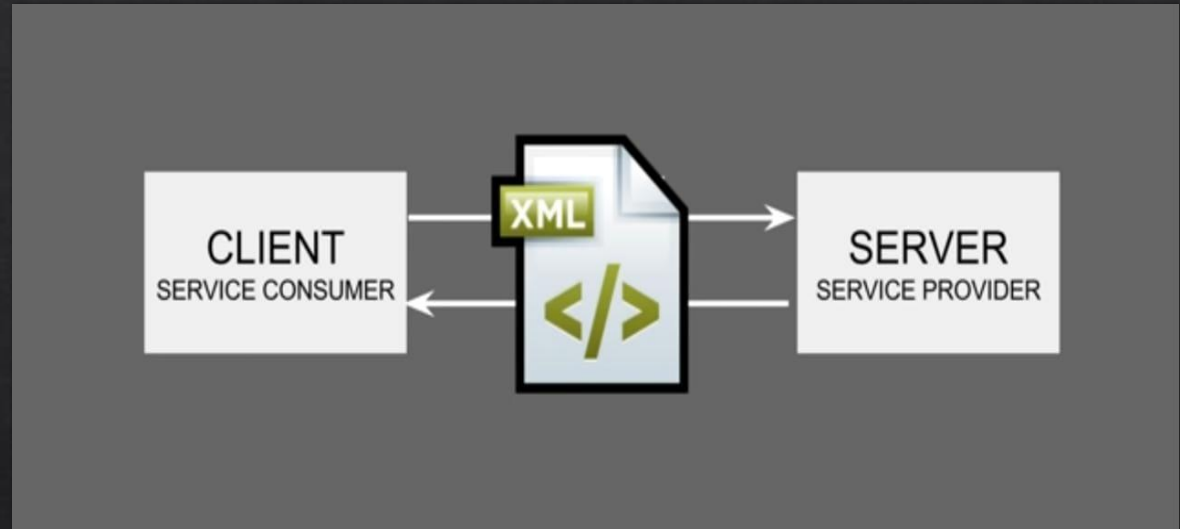 CLIENT
SERVICE CONSUMER
XML
</>
SERVER
SERVICE PROVIDER